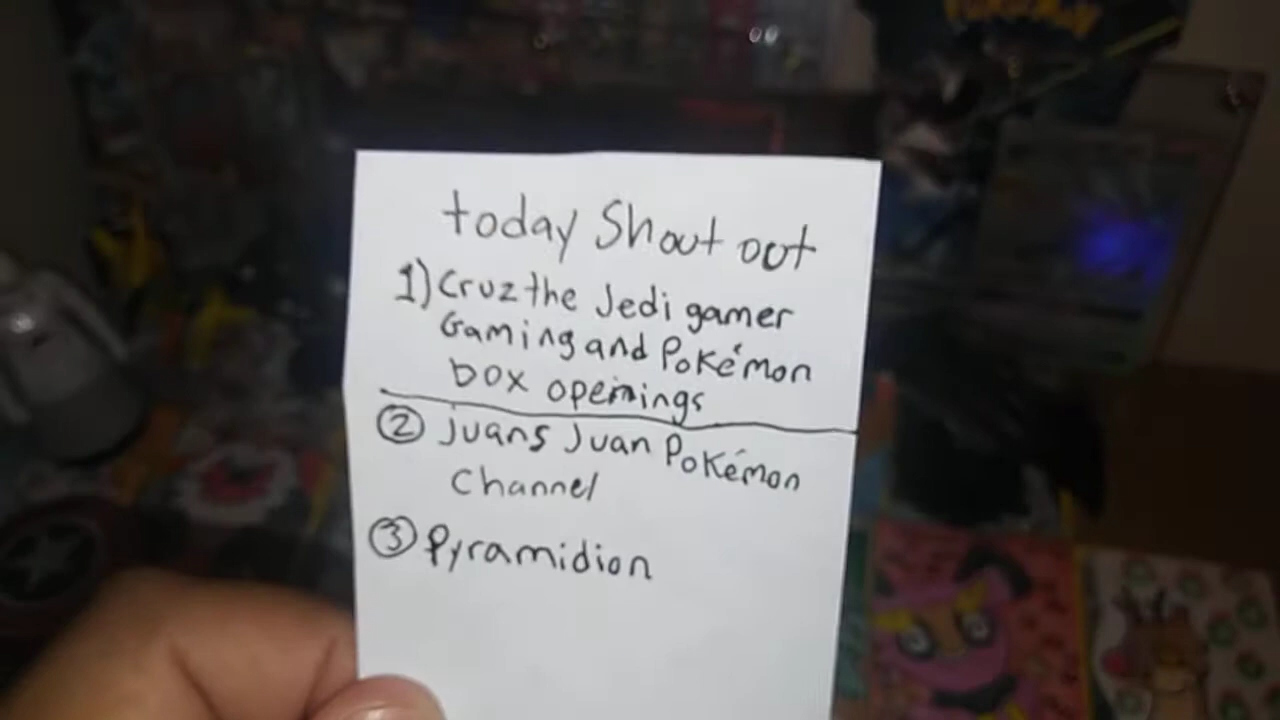 POKÉMON
today Shout out
1) Cruz the Jedi gamer
Gaming and Pokémon
box openings
② juans Juan Pokémon
Channel
③ Pyramidion